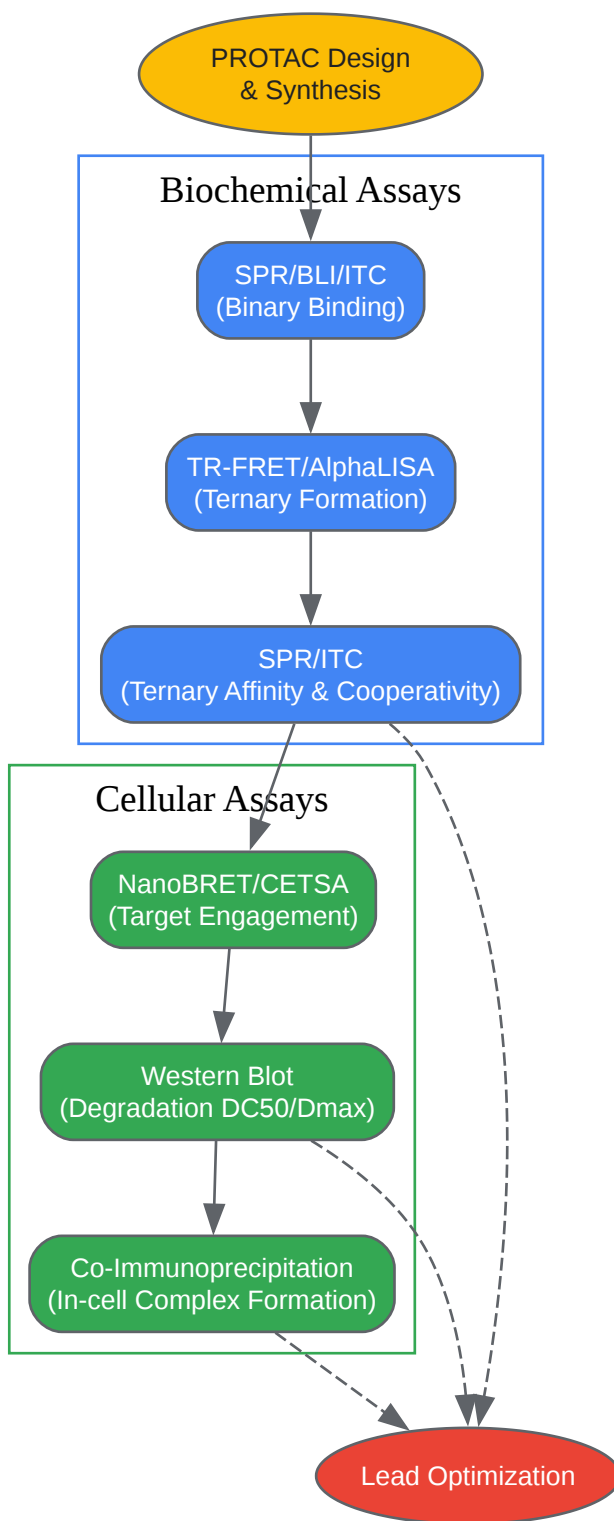 PROTAC Design
& Synthesis
Biochemical Assays
SPR/BLI/ITC
(Binary Binding)
TR-FRET/AlphaLISA
(Ternary Formation)
SPR/ITC
(Ternary Affinity & Cooperativity)
Cellular Assays
NanoBRET/CETSA
(Target Engagement)
Western Blot
(Degradation DC50/Dmax)
Co-Immunoprecipitation
(In-cell Complex Formation)
Lead Optimization